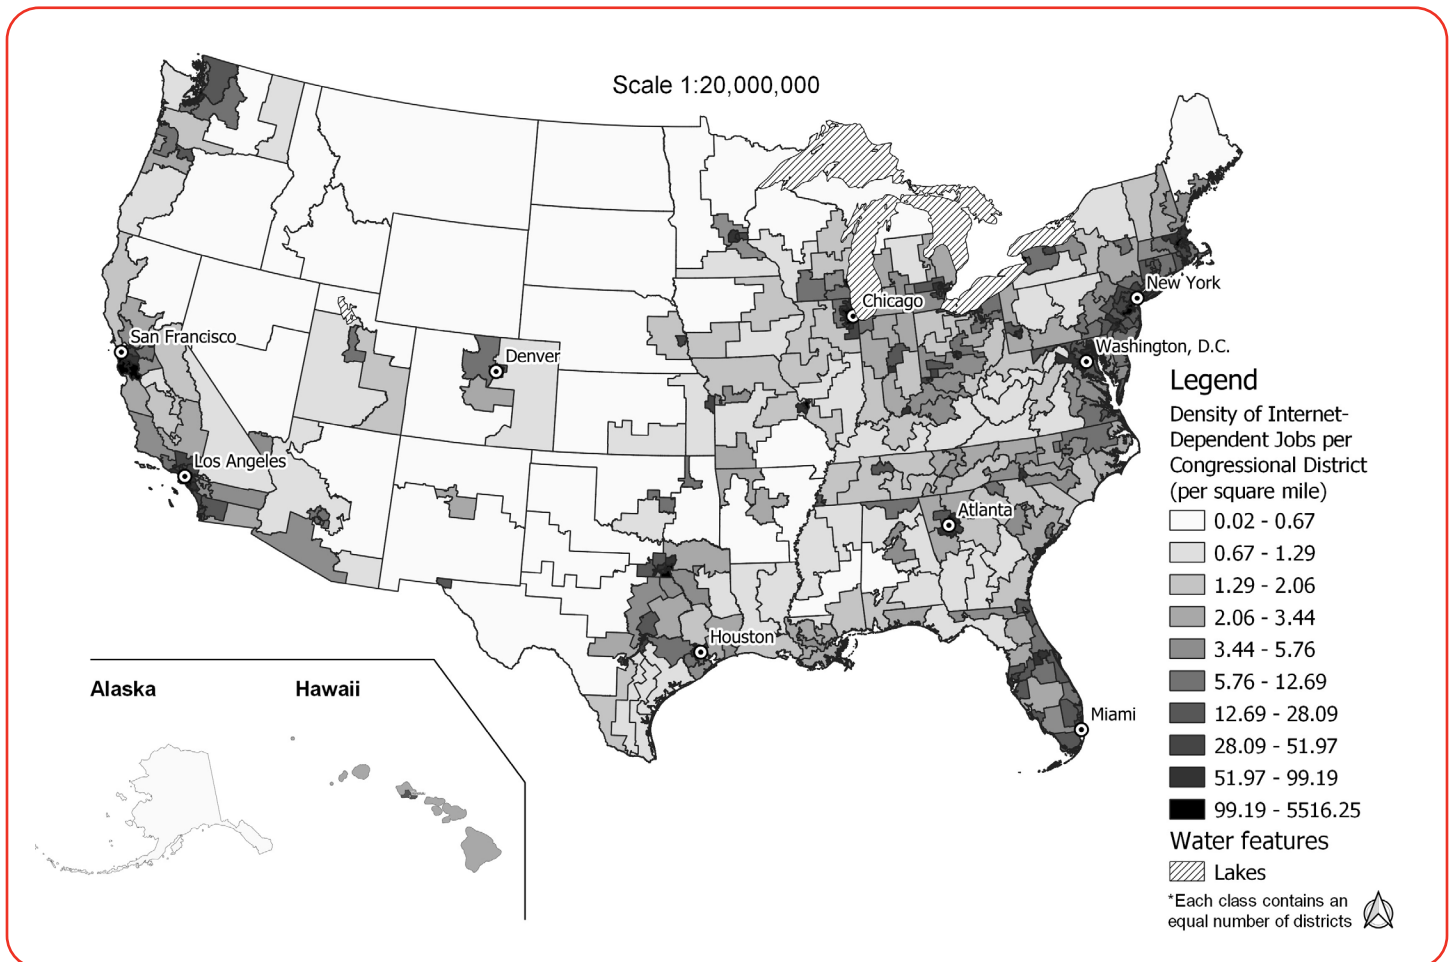 Scale 1:20,000,000
New York
Chicago
San Francisco
Washington, D.C.
Denver
Los Angeles
Atlanta
Houston
Miami
Alaska
Hawaii
Legend
Density of Internet-
Dependent Jobs per
Congressional District
(per square mile)
0.02 - 0.67
0.67 - 1.29
1.29 - 2.06
2.06 - 3.44
3.44 - 5.76
5.76 - 12.69
12.69 - 28.09
28.09 - 51.97
51.97 - 99.19
99.19 - 5516.25
Water features
Lakes
*Each class contains an
equal number of districts